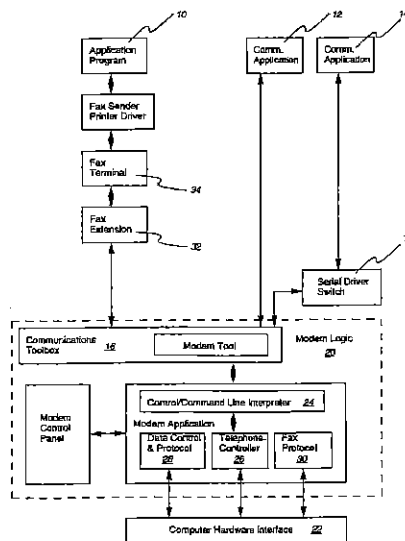 10
12
Application
Program
Comm.
Application
Comm.
Application
Fax Sender
Printer Driver
Fax
Terminal
34
Fax
Extension
32
Serial Driver
Switch
Communications
Toolbox
16
Modem Tool
Modem Logic
20
Modem
Control
Panel
Control/Command Line Interpreter
24
Modem Application
Data Control
& Protocol
28
Telephone
Controller
26
Fax
Protocol
30
Computer Hardware Interface
22